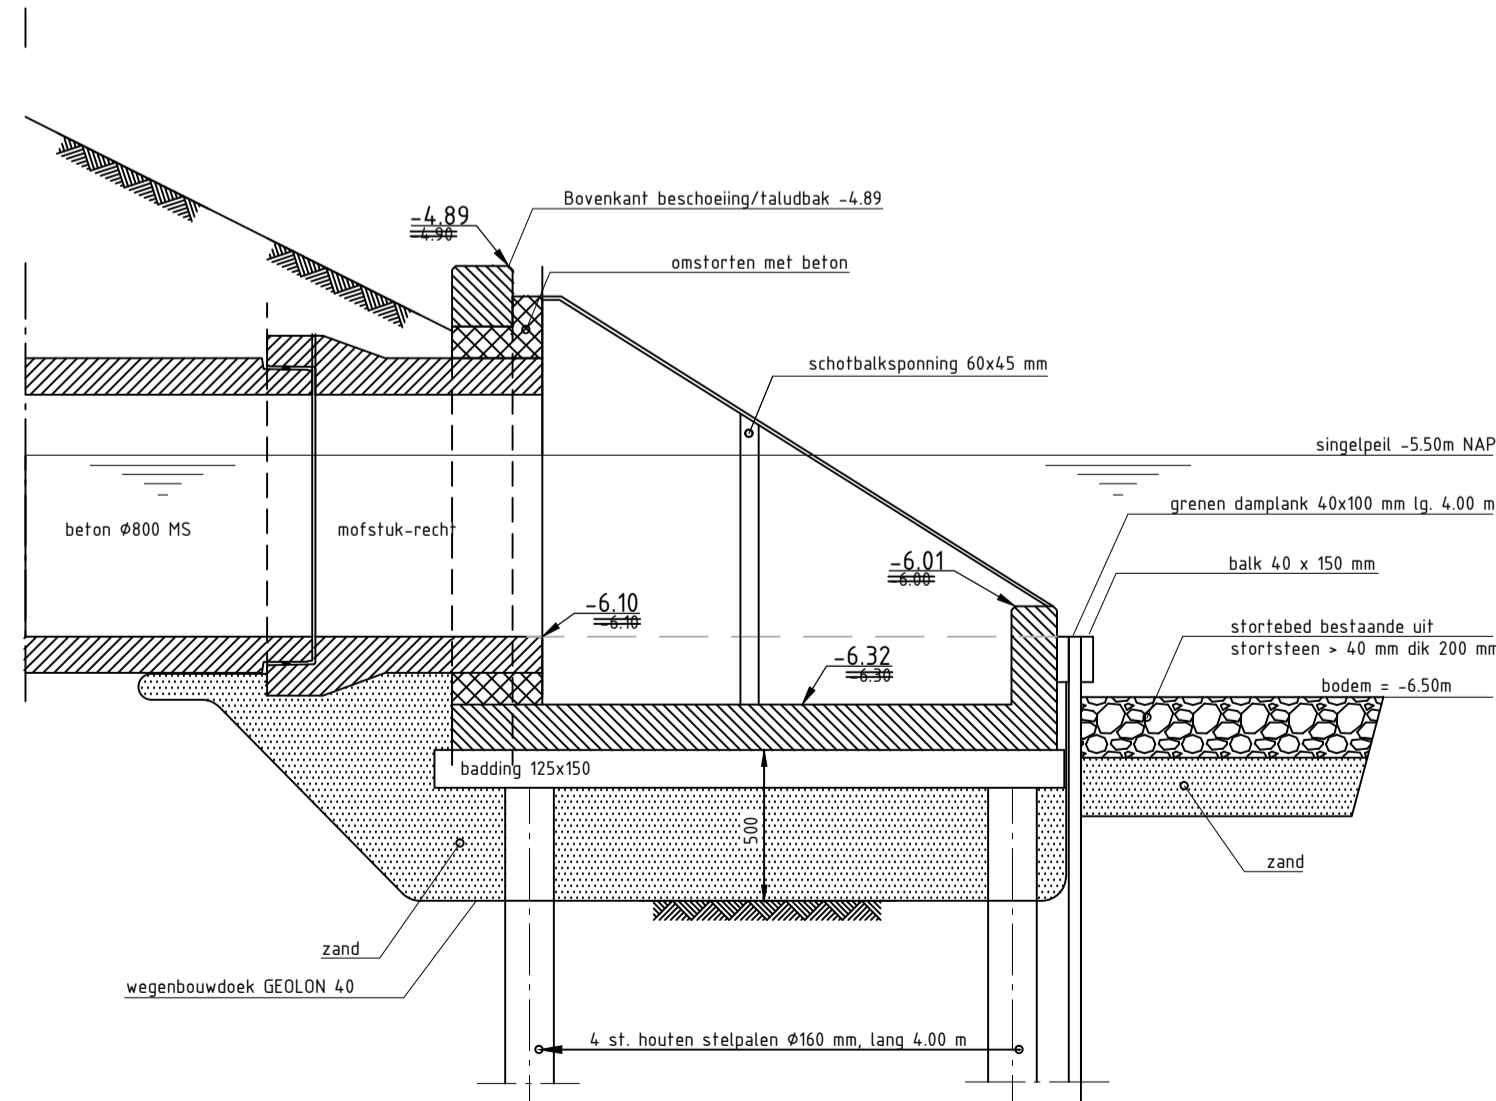 Bovenkant beschoeiing/taludbak -4.89
-4.89
-4.90
omstorten met beton
schotbalksponning 60x45 mm
singelpeil -5.50m NAP
grenen damplank 40x100 mm lg. 4.00 m
beton Ø800 MS
mofstuk-recht
-6.01
-6.00
balk 40 x 150 mm
-6.10
-6.10
stortebed bestaande uit
stortsteen > 40 mm dik 200 mm
-6.32
-6.30
bodem = -6.50m
badding 125x150
500
zand
zand
wegenbouwdoek GEOLON 40
4 st. houten stelpalen Ø160 mm, lang 4.00 m